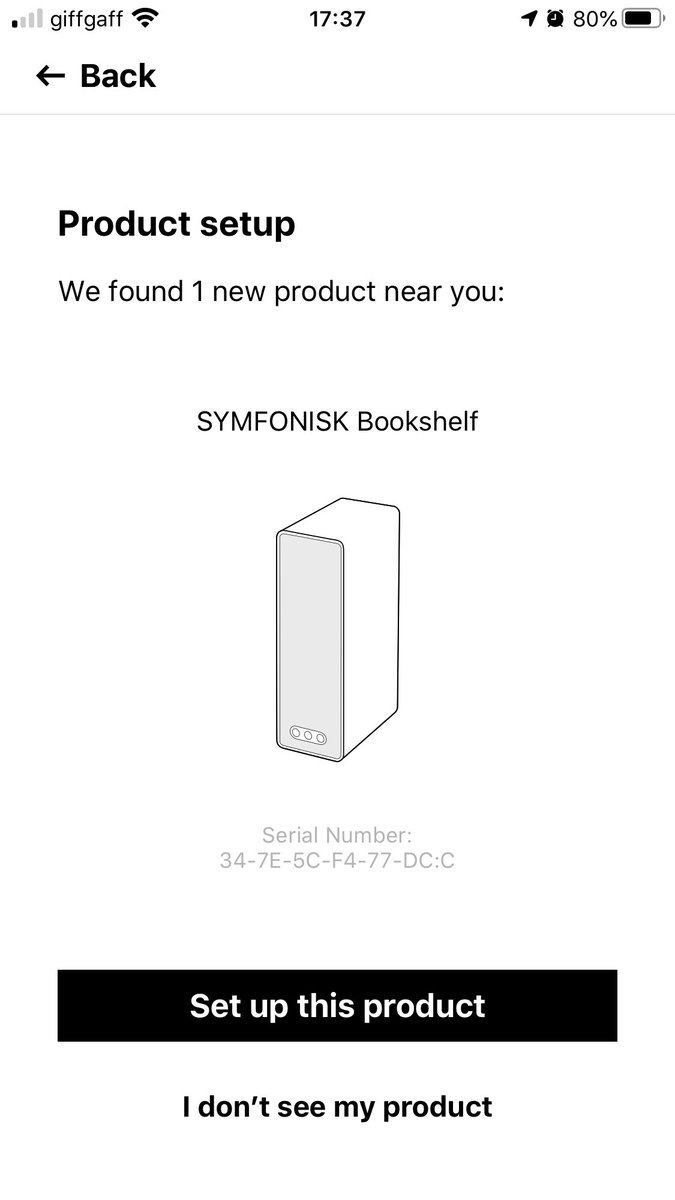 giffgaff 17:37 80%
← Back
Product setup
We found 1 new product near you:
SYMFONISK Bookshelf
Serial Number:
34-7E-5C-F4-77-DC:C
Set up this product
I don’t see my product